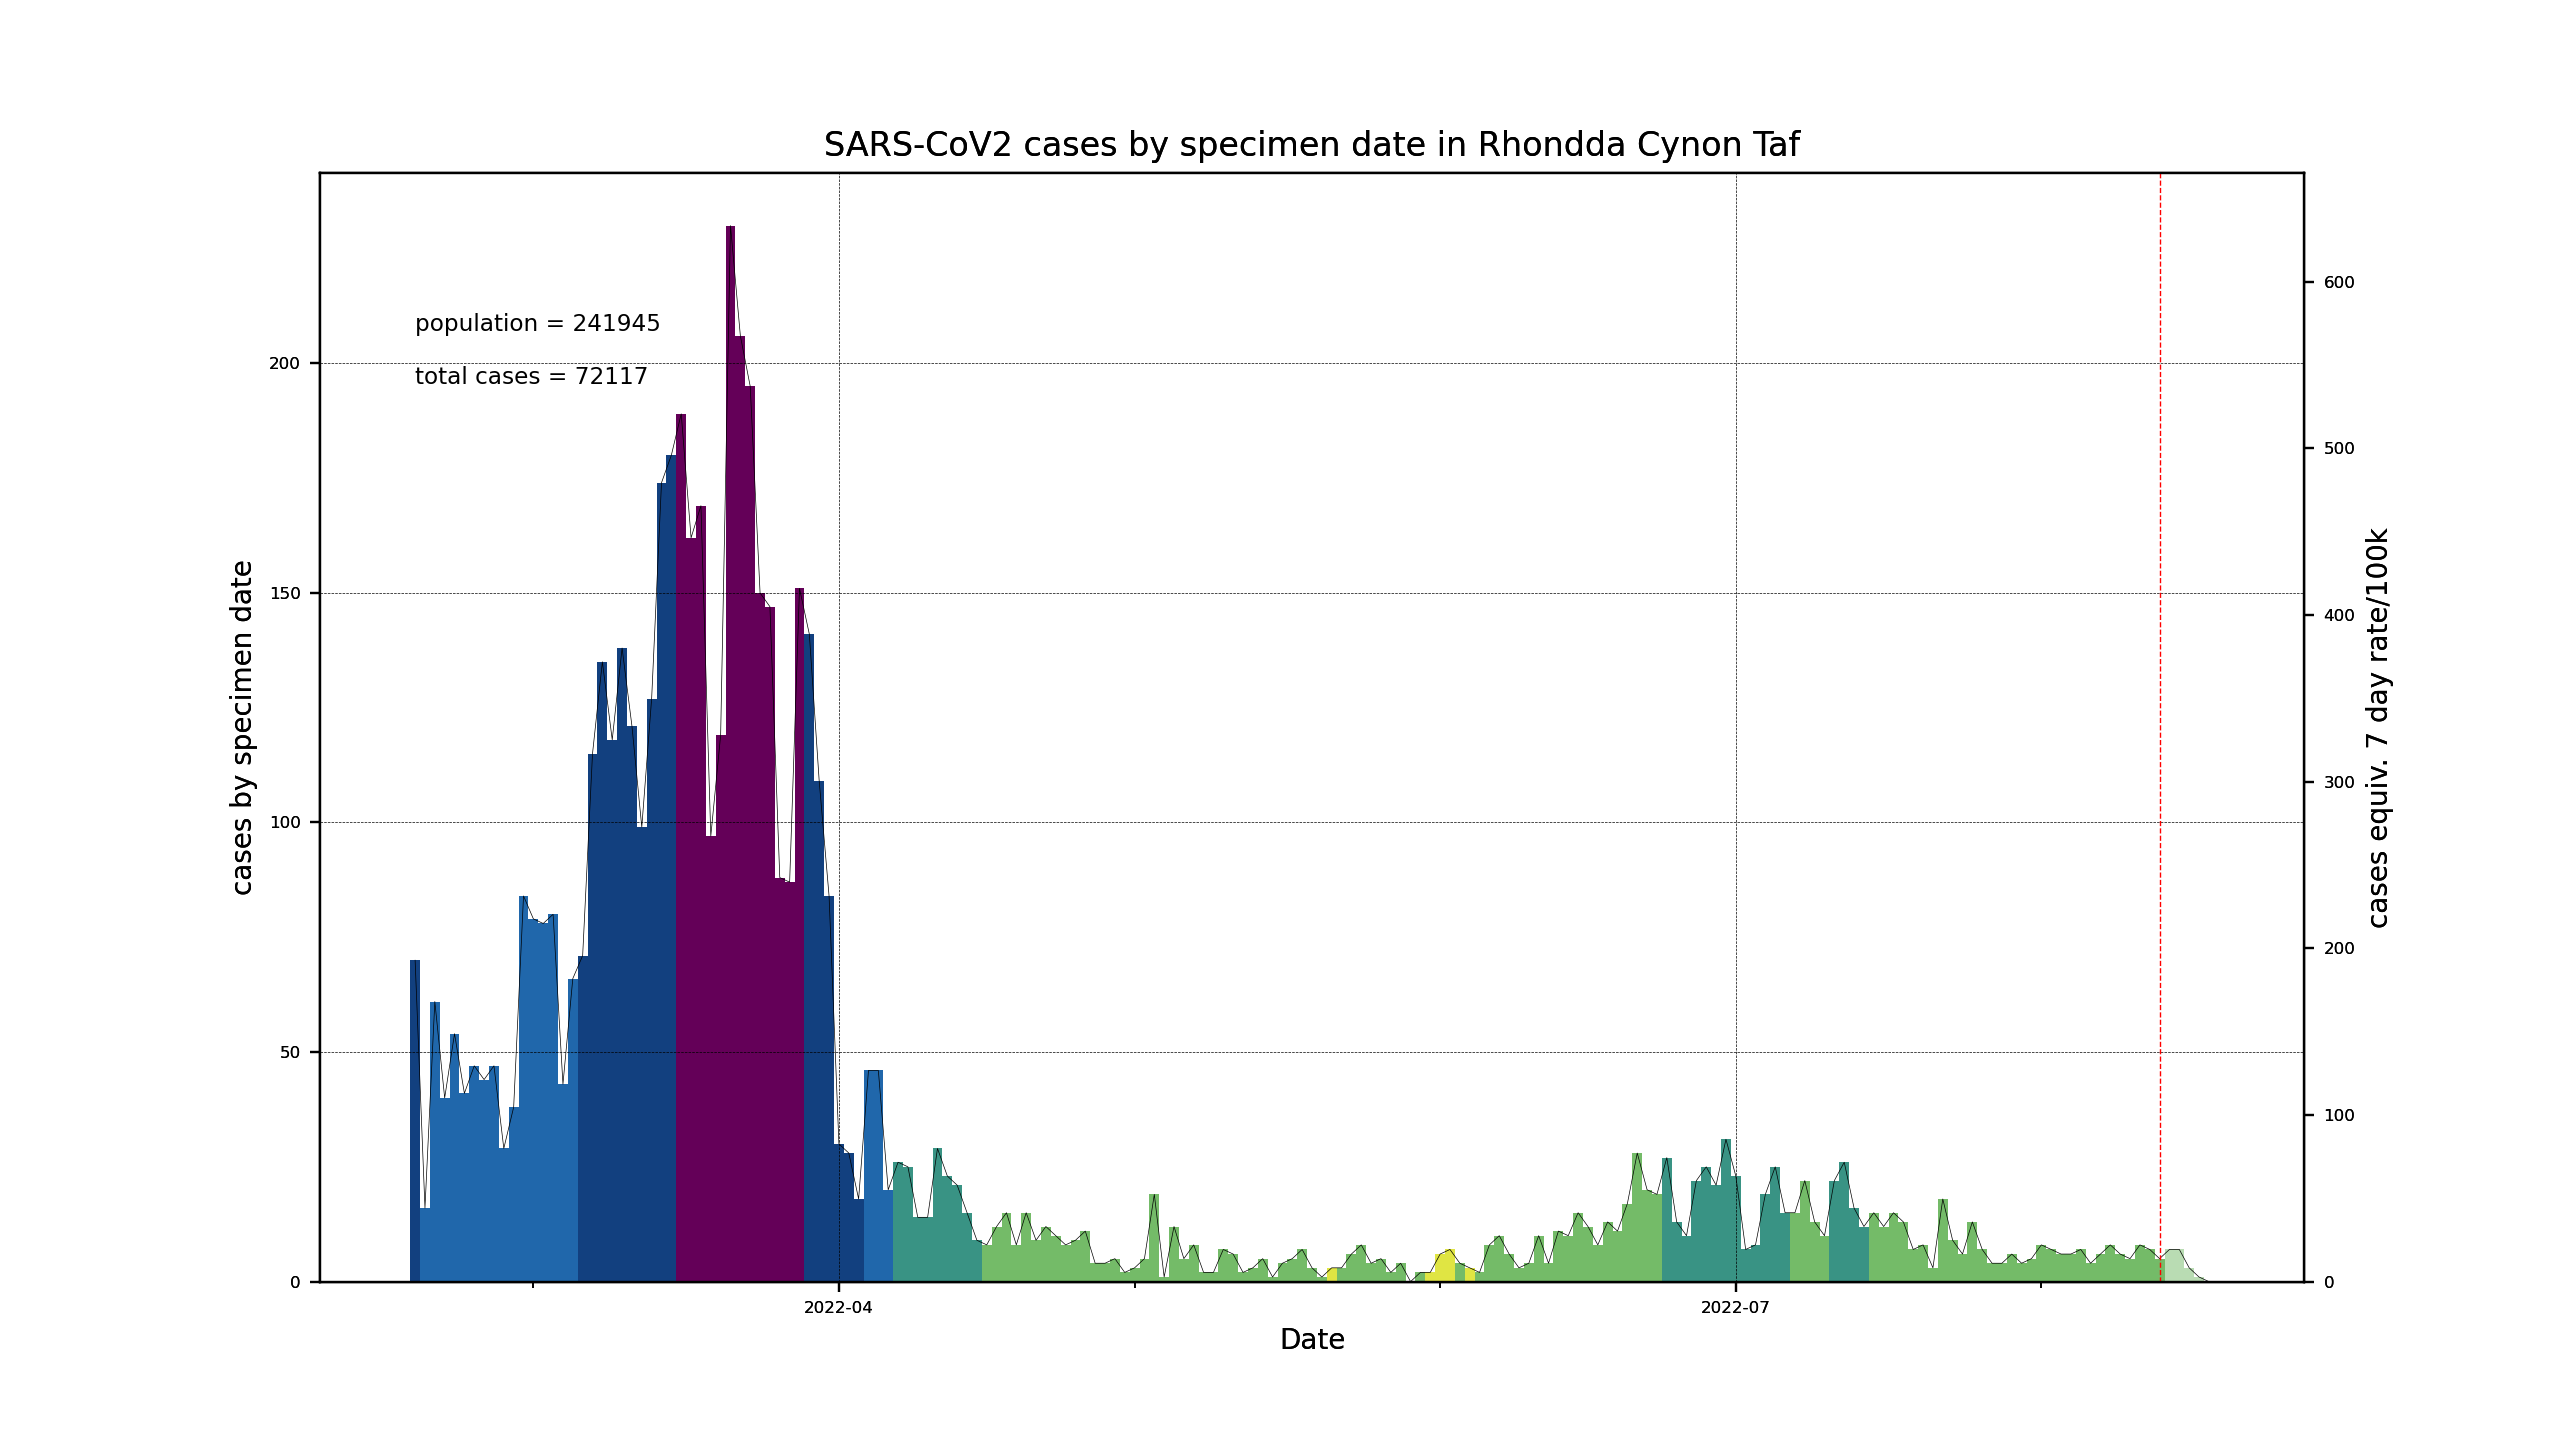 SARS-CoV2 cases by specimen date in Rhondda Cynon Taf
population = 241945
total cases = 72117
cases by specimen date
200
150
100
50
0
600
500
400
300
200
100
0
cases equiv. 7 day rate/100k
2022-04
2022-07
Date